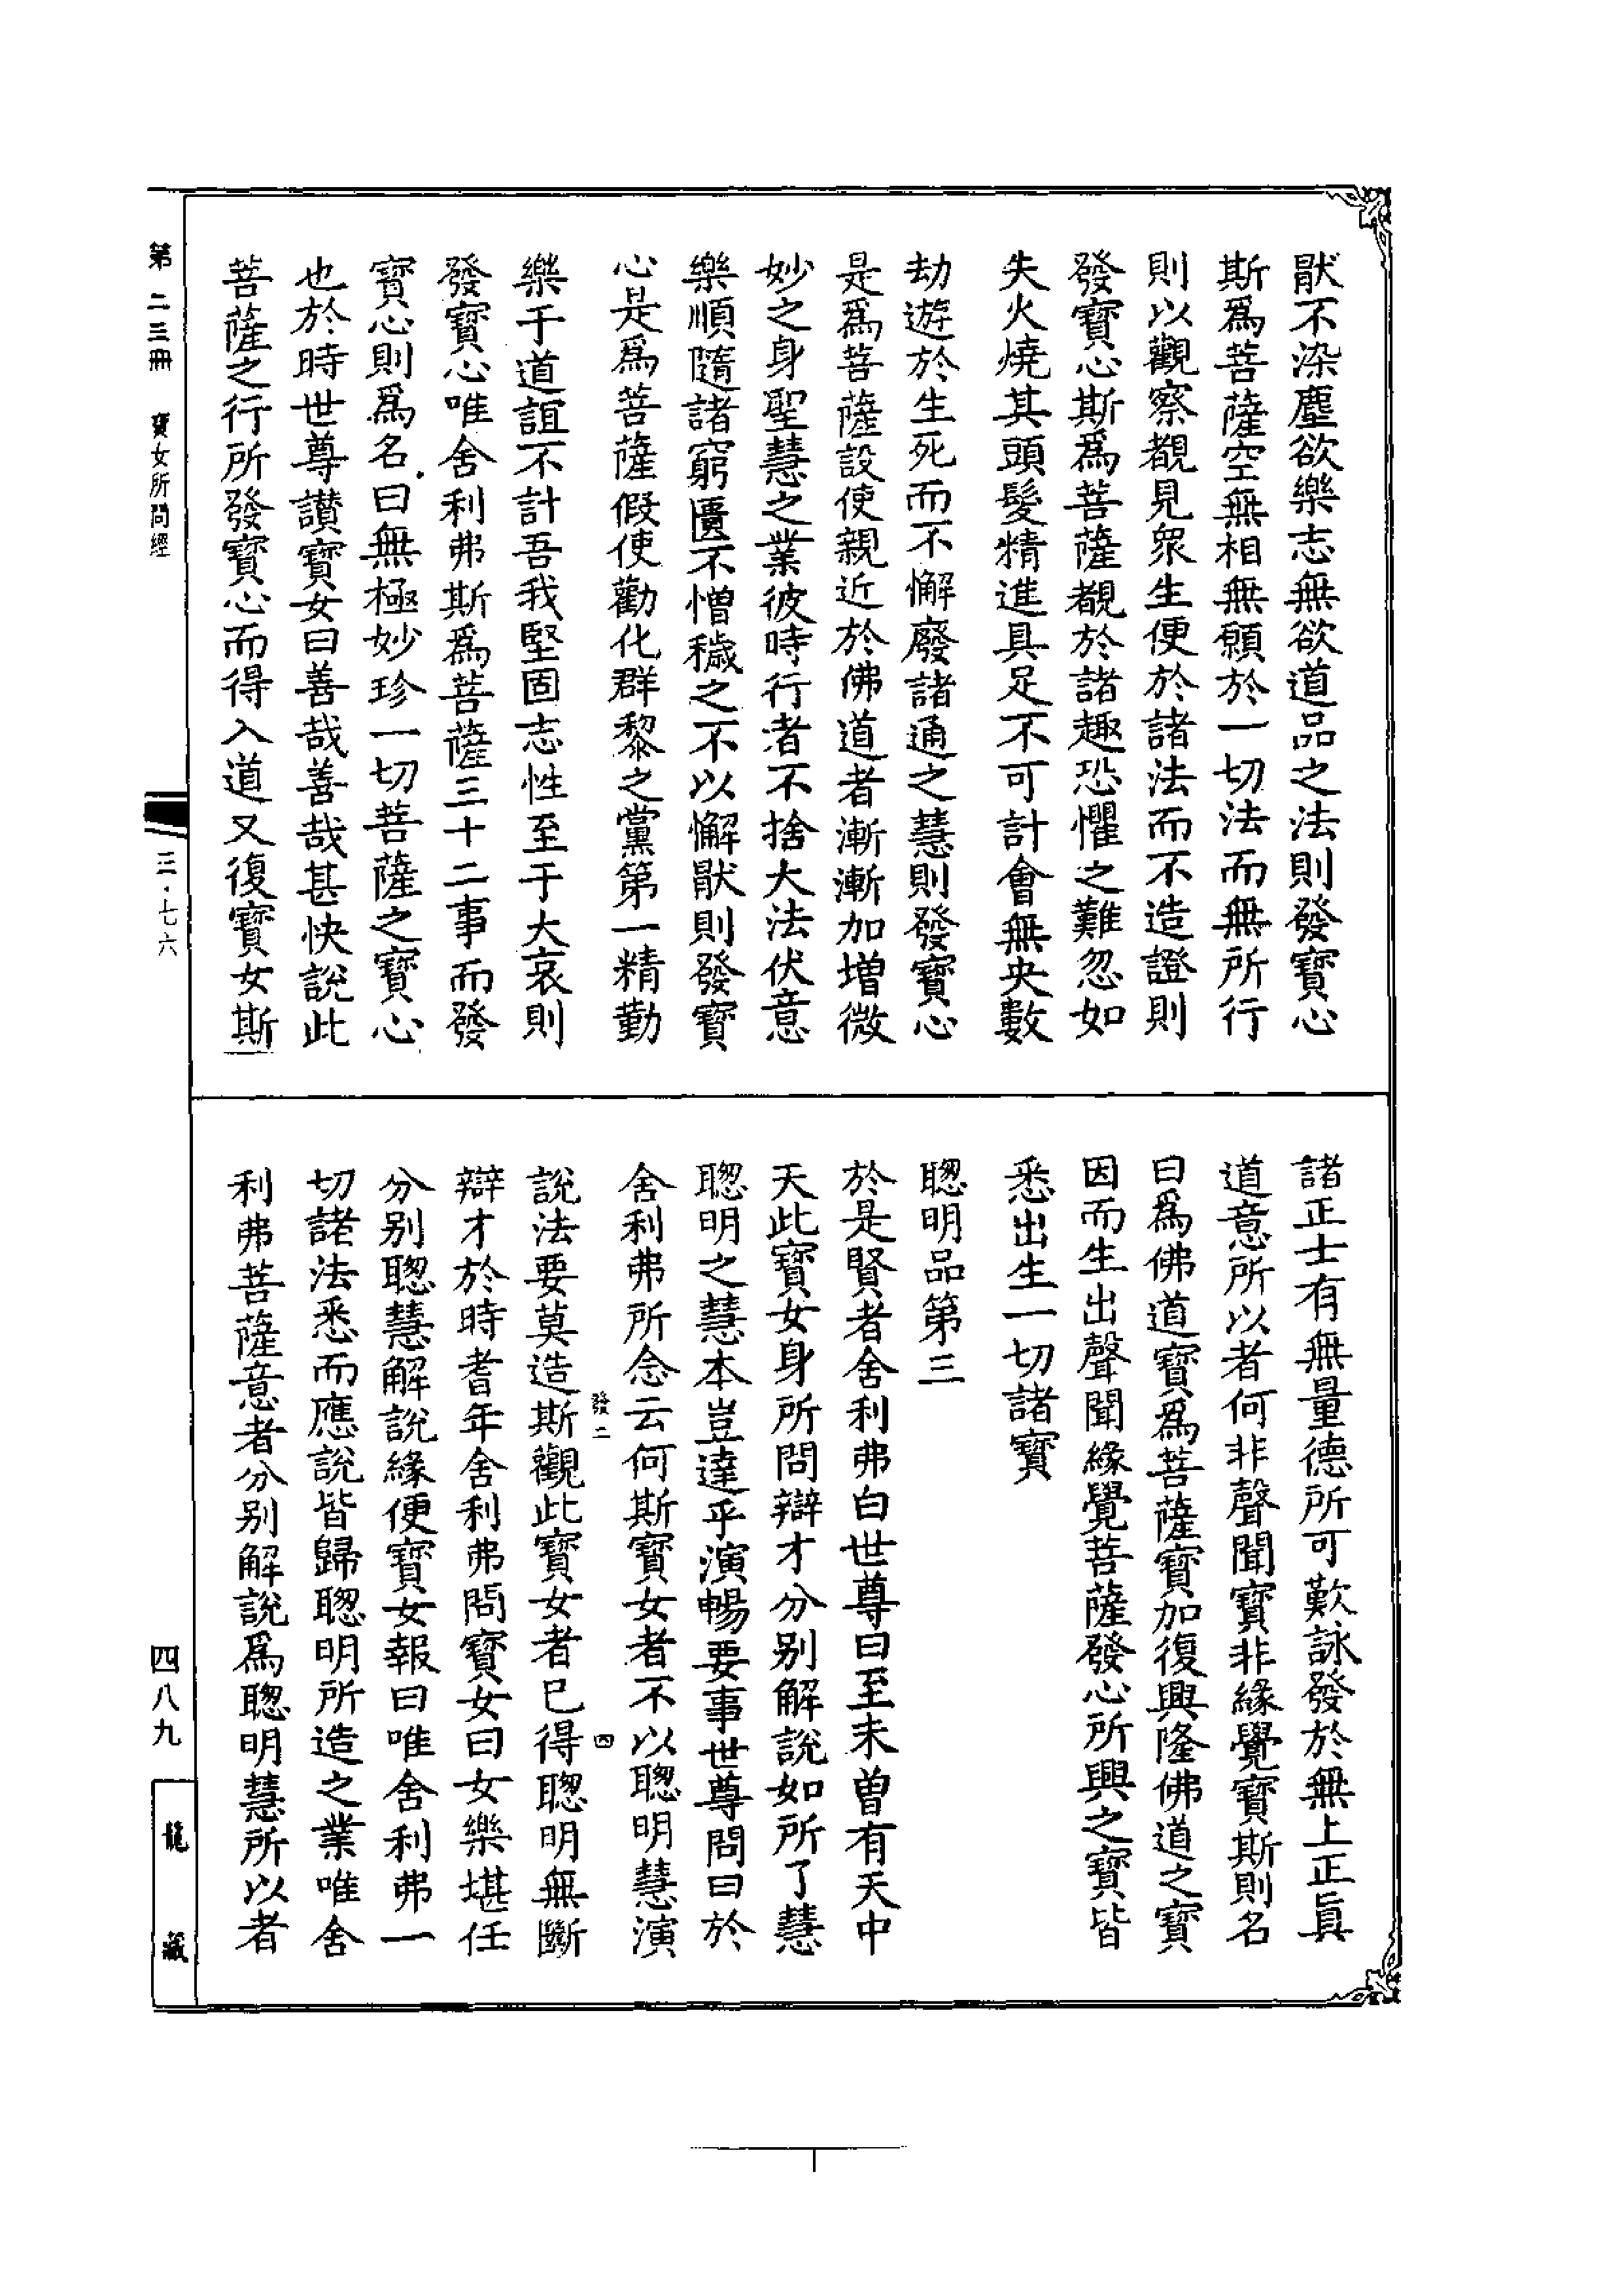 厭不染塵欲樂志無欲道品之法則發寶心
斯爲菩薩空無相無願於一切法而無所行
則以觀察覩見衆生便於諸法而不造證則
發寶心斯爲菩薩覩於諸趣恐懼之難忽如
失火燒其頭髮精進具足不可計會無央數
劫遊於生死而不懈廢諸通之慧則發寶心
是爲菩薩設使親近於佛道者漸漸加增微
妙之身聖慧之業彼時行者不捨大法伏意
樂順隨諸窮匱不憎穢之不以懈厭則發寶
心是爲菩薩假使勸化群黎之黨第一精勤
樂于道誼不計吾我堅固志性至于大哀則
發寶心唯舍利弗斯爲菩薩三十二事而發
寶心則爲名曰無極妙珍一切菩薩之寶心
也於時世尊讃寶女曰善哉善哉甚快說此
菩薩之行所發寶心而得入道又復寶女斯
諸正士有無量德所可歎詠發於無上正眞
道意所以者何非聲聞寶非緣覺寶斯則名
曰爲佛道寶爲菩薩寶加復興隆佛道之寶
因而生出聲聞緣覺菩薩發心所興之寶皆
悉出生一切諸寶
聰明品第三
於是賢者舍利弗白世尊曰至未曾有天中
天此寶女身所問辯才分別解說如所了慧
聰明之慧本豈達乎演暢要事世尊問曰於
舍利弗所念云何斯寶女者不以聰明慧演
發二 四
說法要莫造斯觀此寶女者已得聰明無斷
辯才於時耆年舍利弗問寶女曰女樂堪任
分別聰慧解說緣便寶女報曰唯舍利弗一
切諸法悉而應說皆歸聰明所造之業唯舍
利弗菩薩意者分別解說爲聰明慧所以者
第二三冊 寶女所問經
三·七六
四八九
龍藏